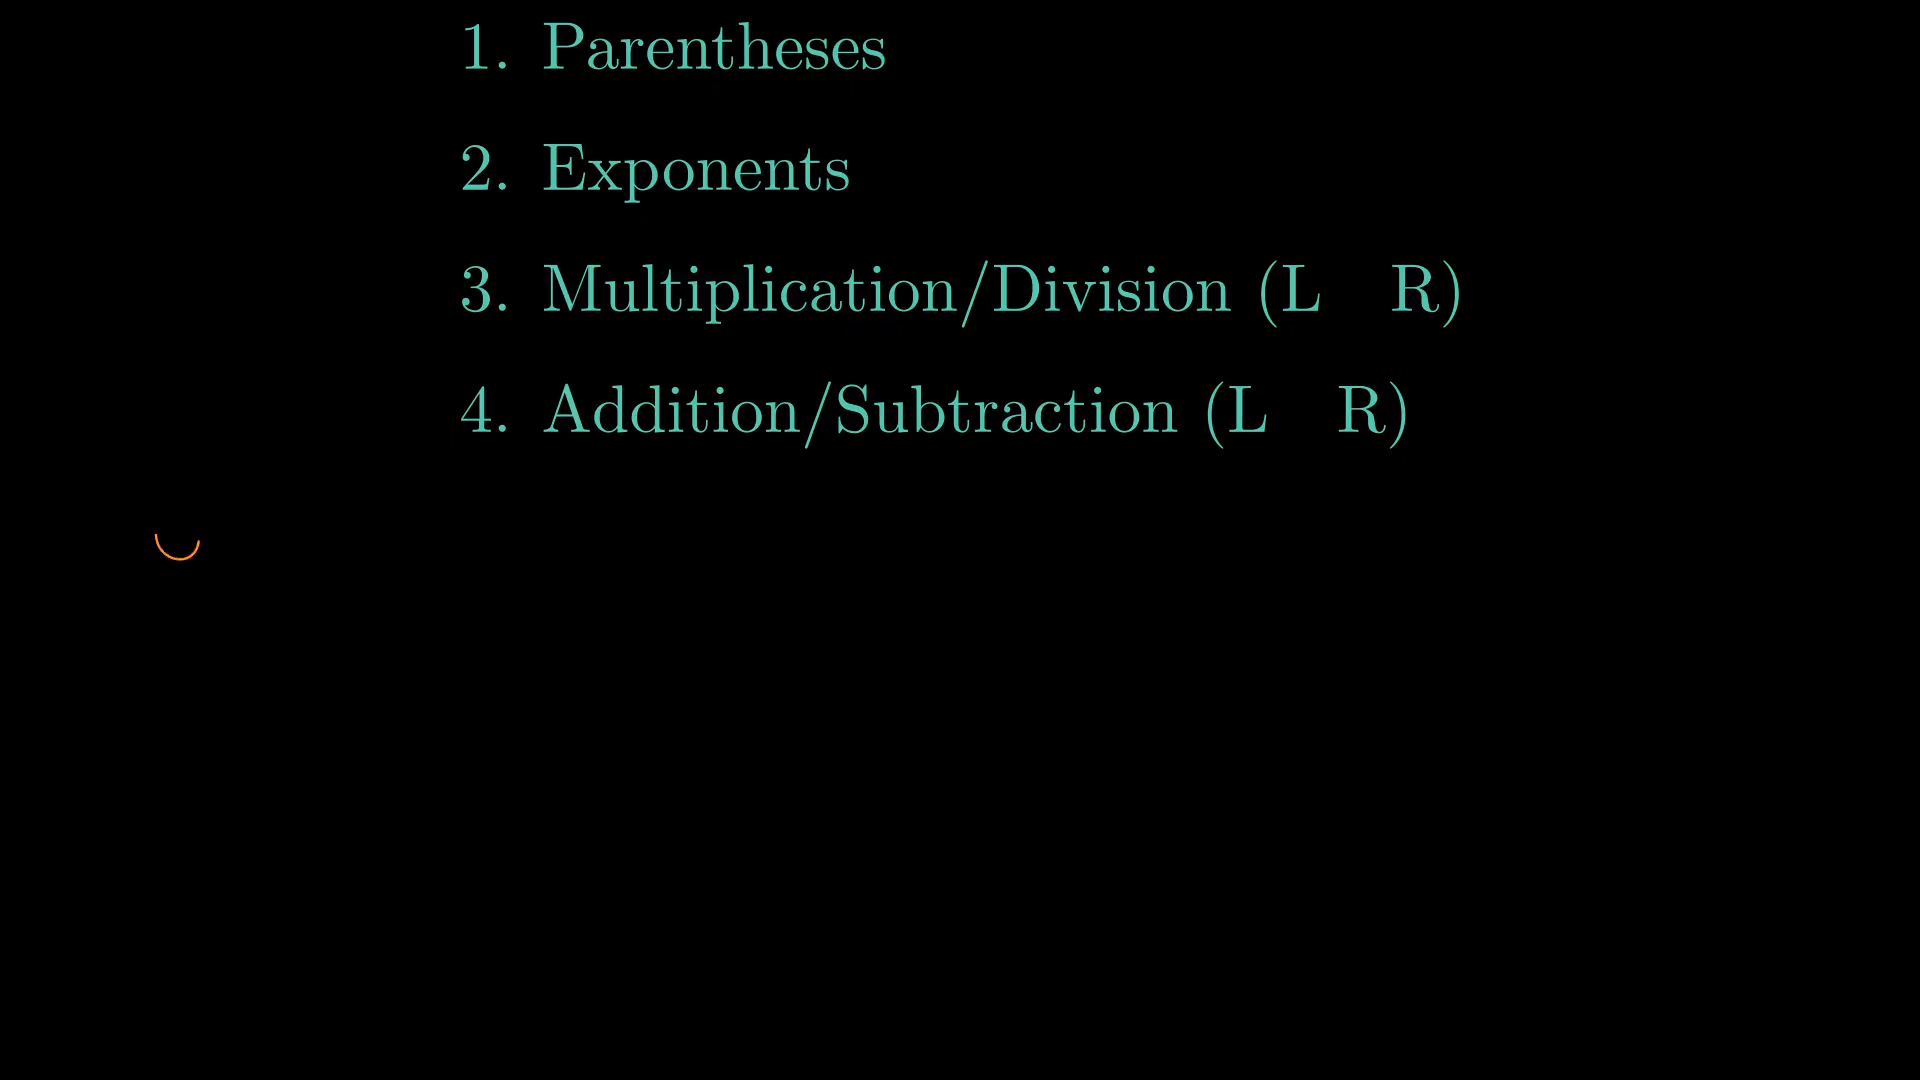 1. Parentheses
2. Exponents
3. Multiplication/Division (L R)
4. Addition/Subtraction (L R)